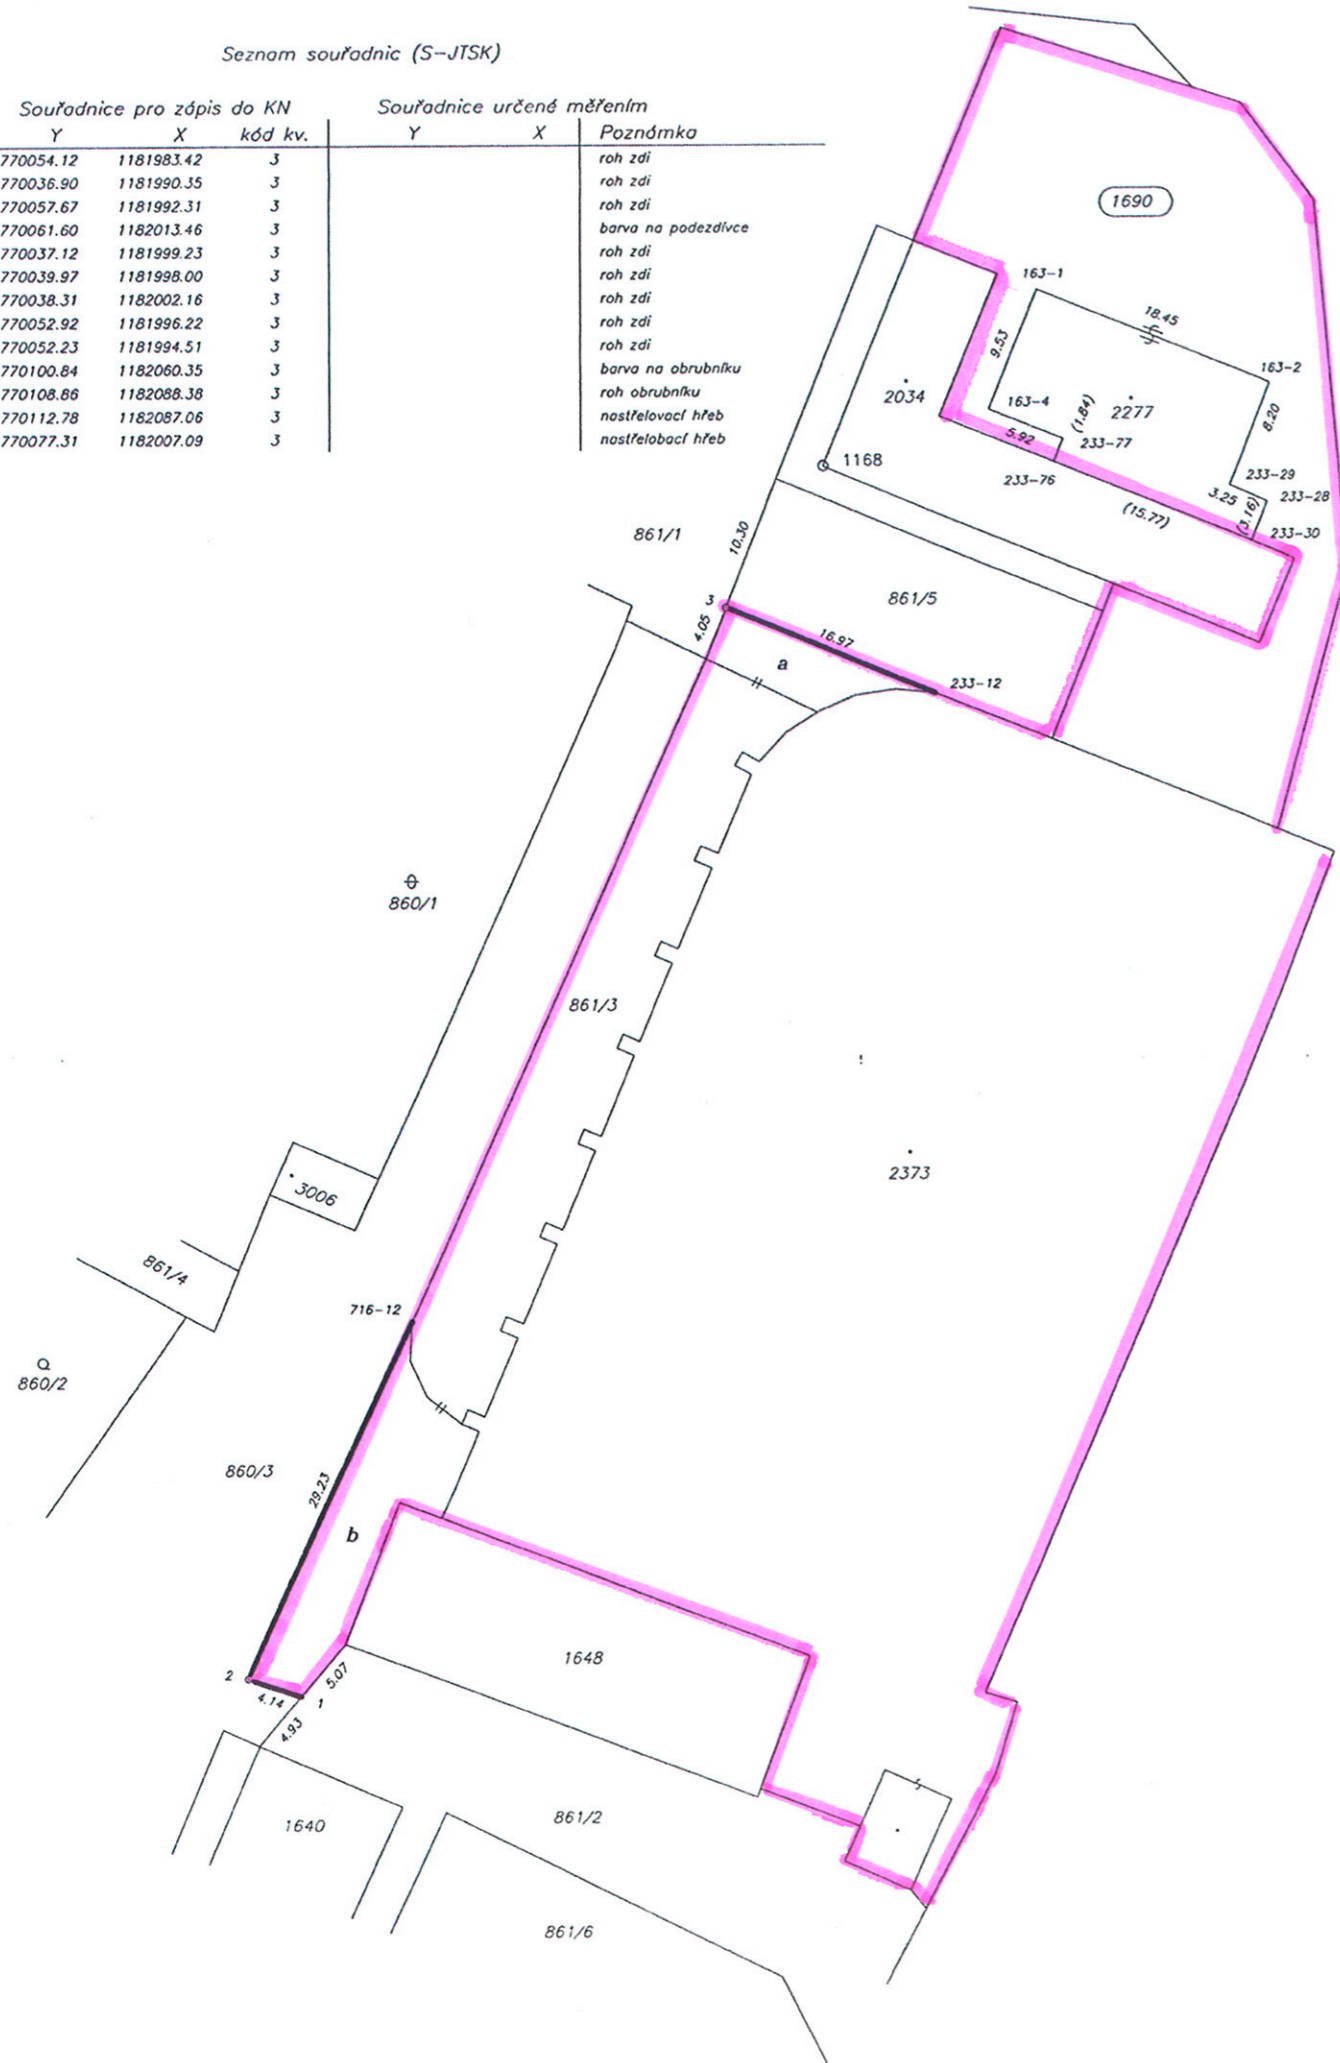 Seznam souřadnic (S-JTSK)
Souřadnice pro zápis do KN Souřadnice určené měřením
Y X kód kv. Y X Poznámka
770054.12 1181983.42 3 roh zdi
770036.90 1181990.35 3 roh zdi
770057.67 1181992.31 3 roh zdi
770061.60 1182013.46 3 barva na podezdívce
770037.12 1181999.23 3 roh zdi
770039.97 1181998.00 3 roh zdi
770038.31 1182002.16 3 roh zdi
770052.92 1181996.22 3 roh zdi
770052.23 1181994.51 3 roh zdi
770100.84 1182060.35 3 barva na obrubníku
770108.86 1182088.38 3 roh obrubníku
770112.78 1182087.06 3 nastřelovací hřeb
770077.31 1182007.09 3 nastřelobací hřeb
1690
163-1
18.45
9.53
163-2
2034
163-4
(1.84)
2277
8.20
5.92
233-77
1168
233-76
233-29
3.25
233-28
(15.77)
(3.16)
233-30
861/1
10.30
861/5
3
4.05
16.97
a
233-12
860/1
861/3
2373
3006
861/4
716-12
860/2
860/3
29.23
b
1648
2
5.07
4.14
1
4.93
1640
861/2
861/6